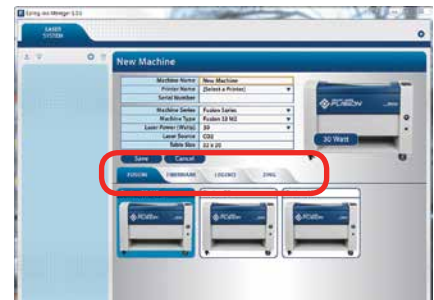 Epilog Job Manager 1.33
LASER
SYSTEM
New Machine
Machine Name New Machine
Printer Name (Select a Printer)
Serial Number
Machine Series Fusion Series
Machine Type Fusion 32 M2
Laser Power (Watts) 30
Laser Source CO2
Table Size 32 x 20
FUSION
30 Watt
Save Cancel
FUSION FIBERMARK LEGEND ZING
FUSION FUSION FUSION